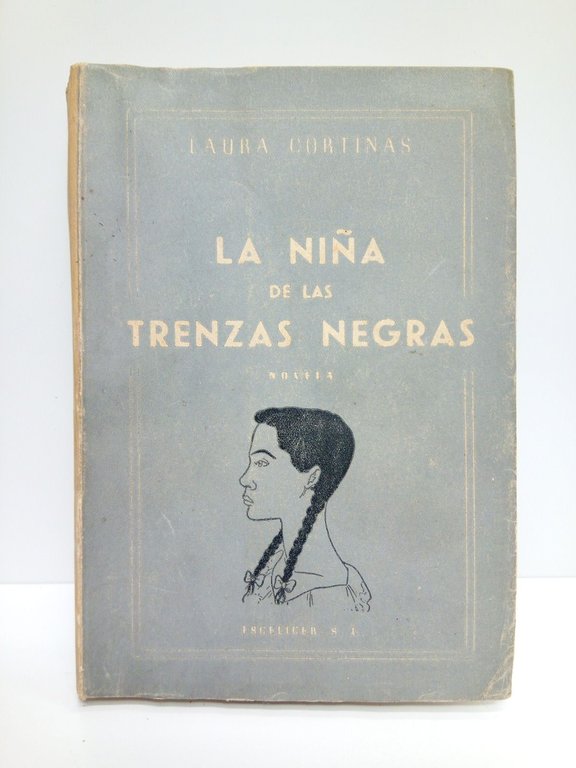 LAURA CORTINAS
LA NIÑA
DE LAS
TRENZAS NEGRAS
NOVELA
ESCELICER S. A.